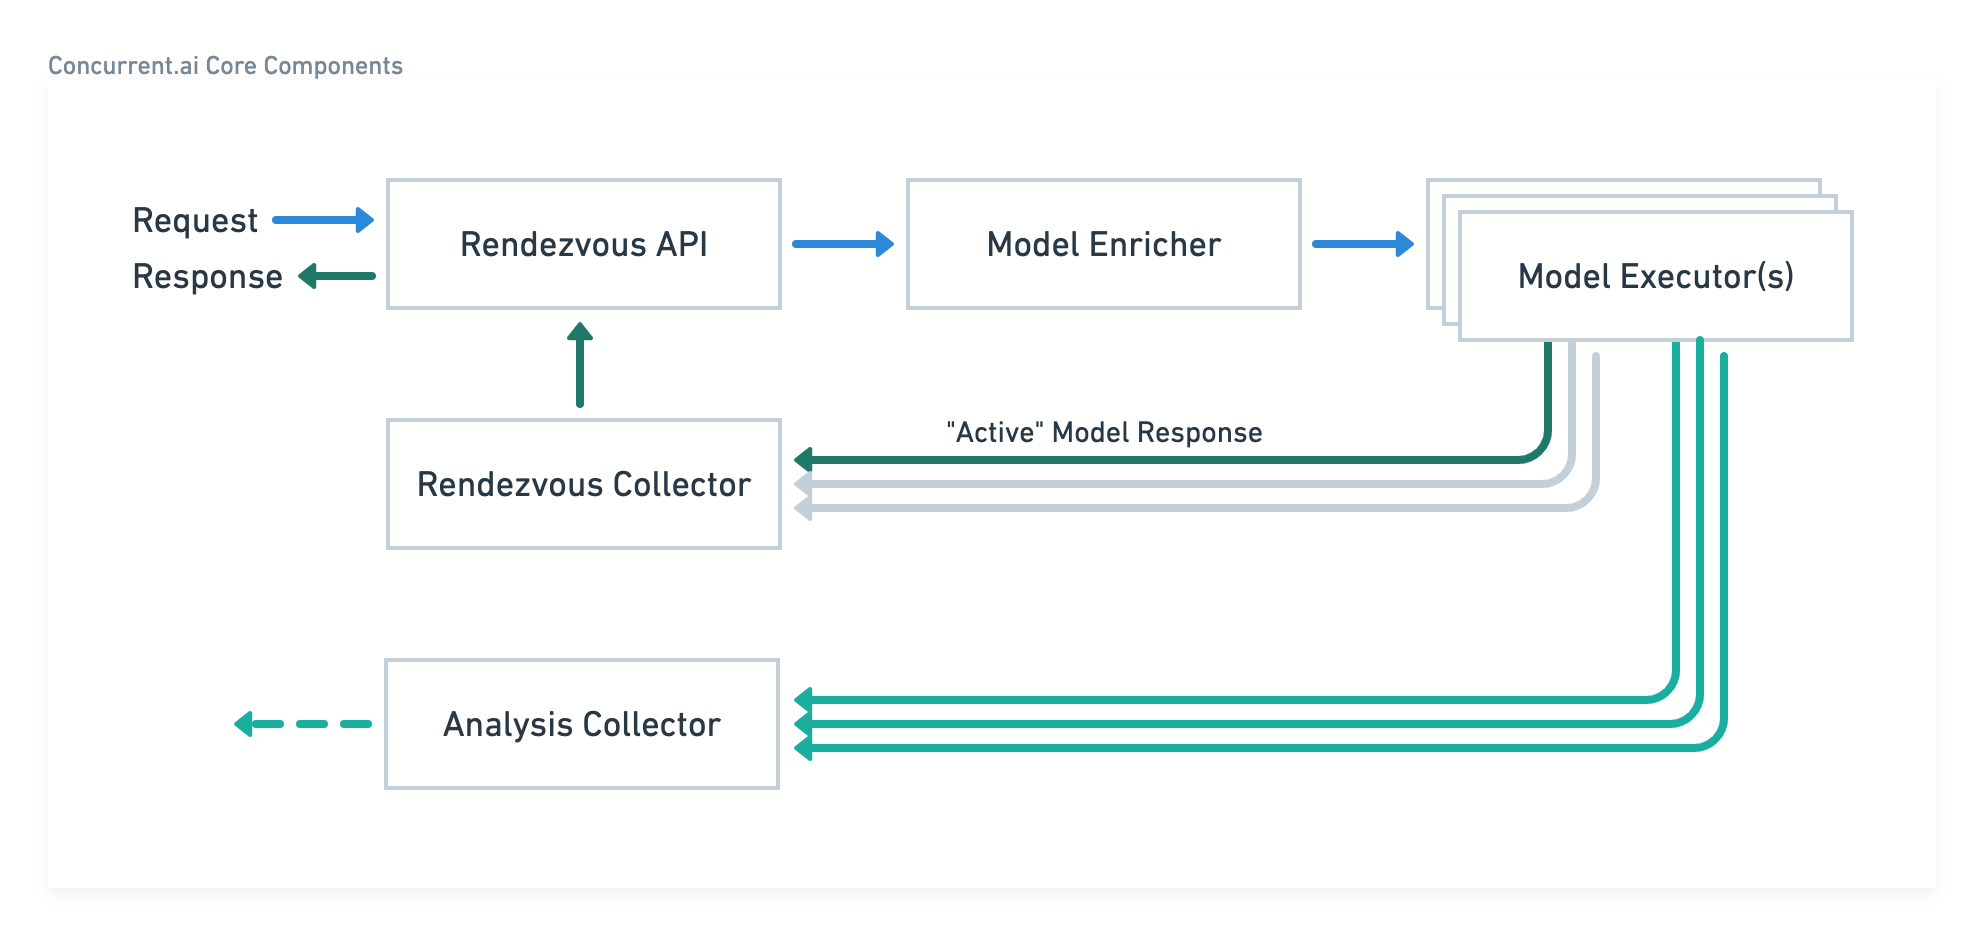 Concurrent.ai Core Components
Request
Response
Rendezvous API
Model Enricher
Model Executor(s)
"Active" Model Response
Rendezvous Collector
Analysis Collector